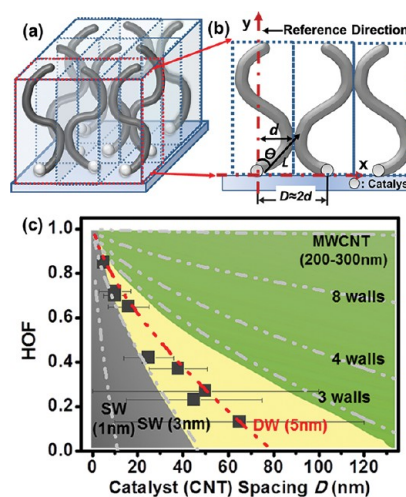 (a)
(b)
y
Reference Direction
d
Θ
L
x
D≈2d
: Catalys
(c)
HOF
1.0
0.8
0.6
0.4
0.2
0.0
MWCNT
(200-300nm)
8 walls
4 walls
3 walls
SW
(1nm)
SW (3nm)
DW (5nm)
0 20 40 60 80 100 120
Catalyst (CNT) Spacing D (nm)